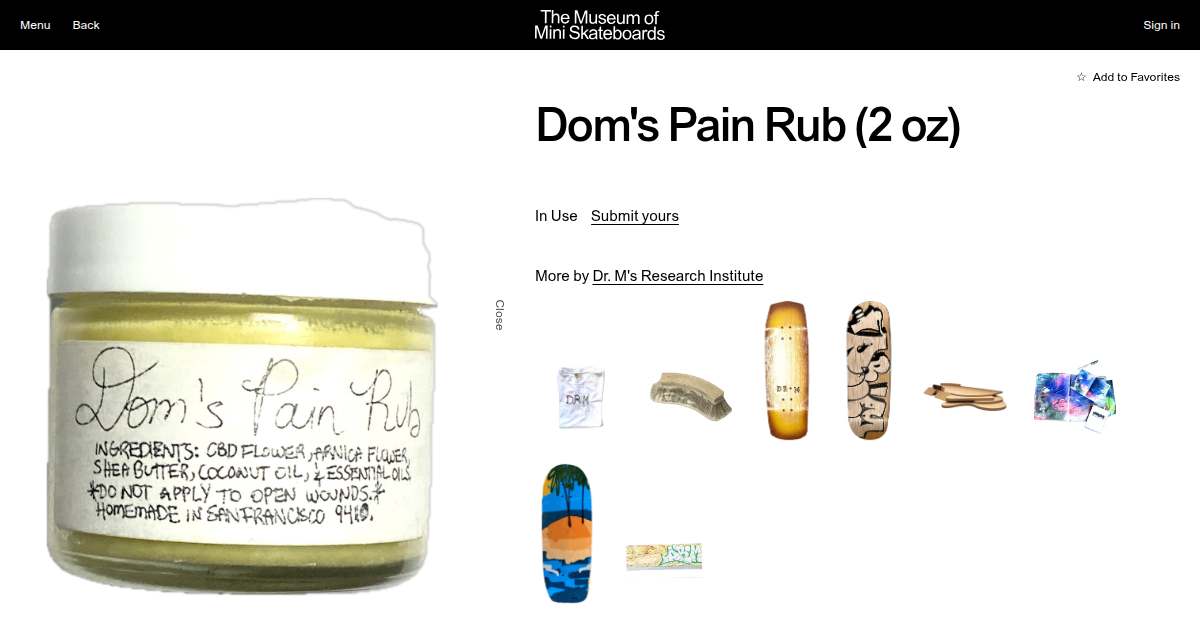 Menu
Back
The Museum of
Mini Skateboards
Sign in
☆ Add to Favorites
Dom's Pain Rub (2 oz)
In Use
Submit yours
More by Dr. M's Research Institute
Close
Dom's Pain Rub
INGREDIENTS: CBD FLOWER, ARNICA FLOWER,
SHEA BUTTER, COCONUT OIL, & ESSENTIAL OILS.
*DO NOT APPLY TO OPEN WOUNDS.*
HOMEMADE IN SAN FRANCISCO
DRM
DR•M